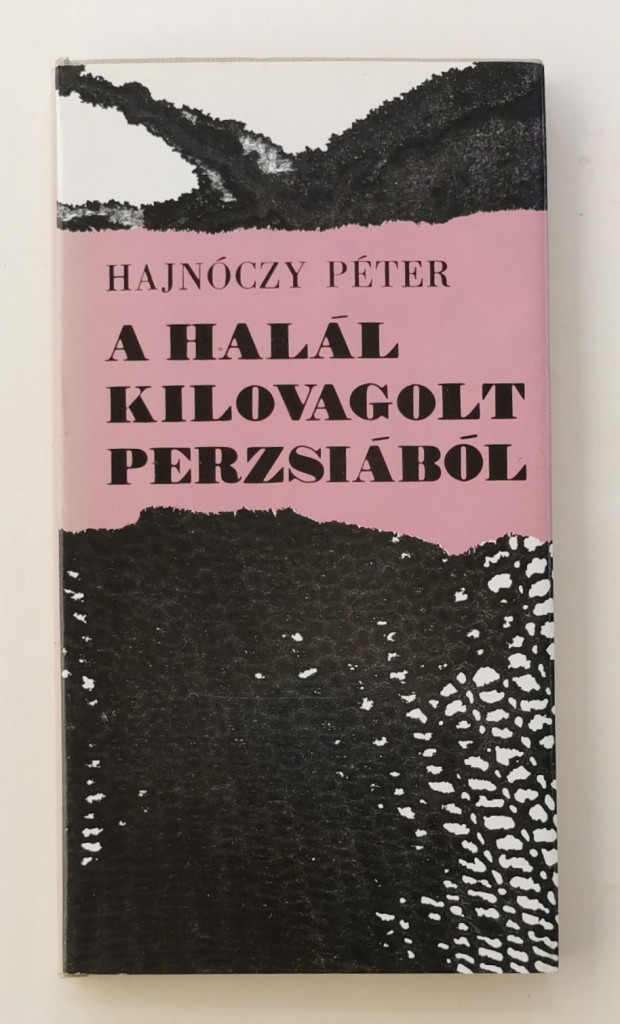 HAJNÓCZY PÉTER
A HALÁL
KILOVAGOLT
PERZSIÁBÓL